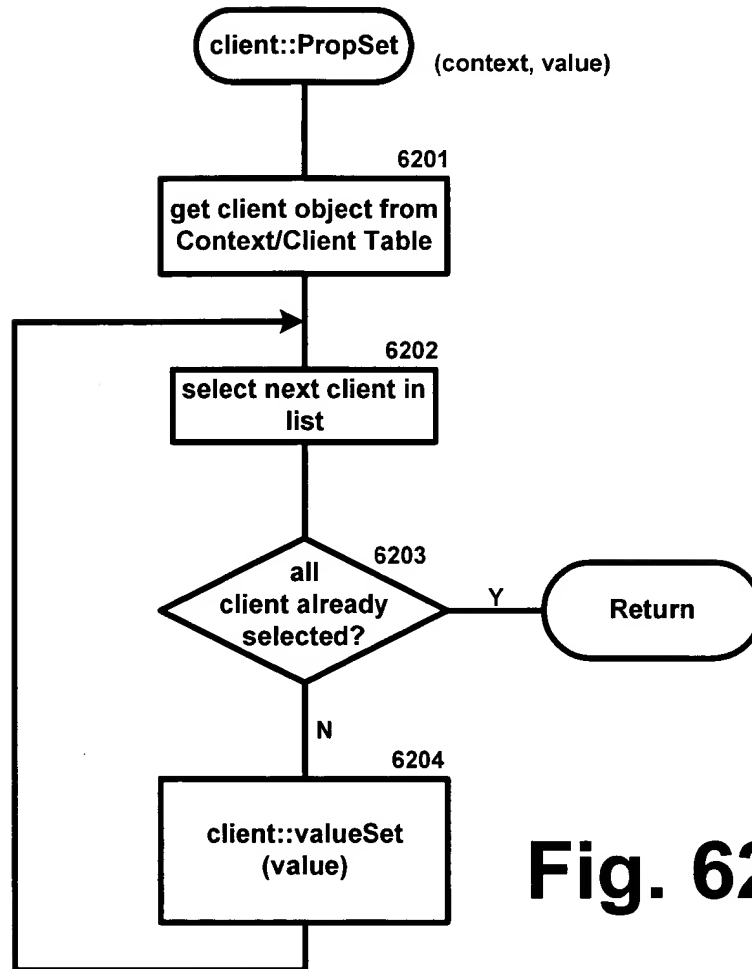 client::PropSet
(context, value)
6201
get client object from
Context/Client Table
6202
select next client in
list
6203
all
client already
selected?
Y
Return
N
6204
client::valueSet
(value)
Fig. 62